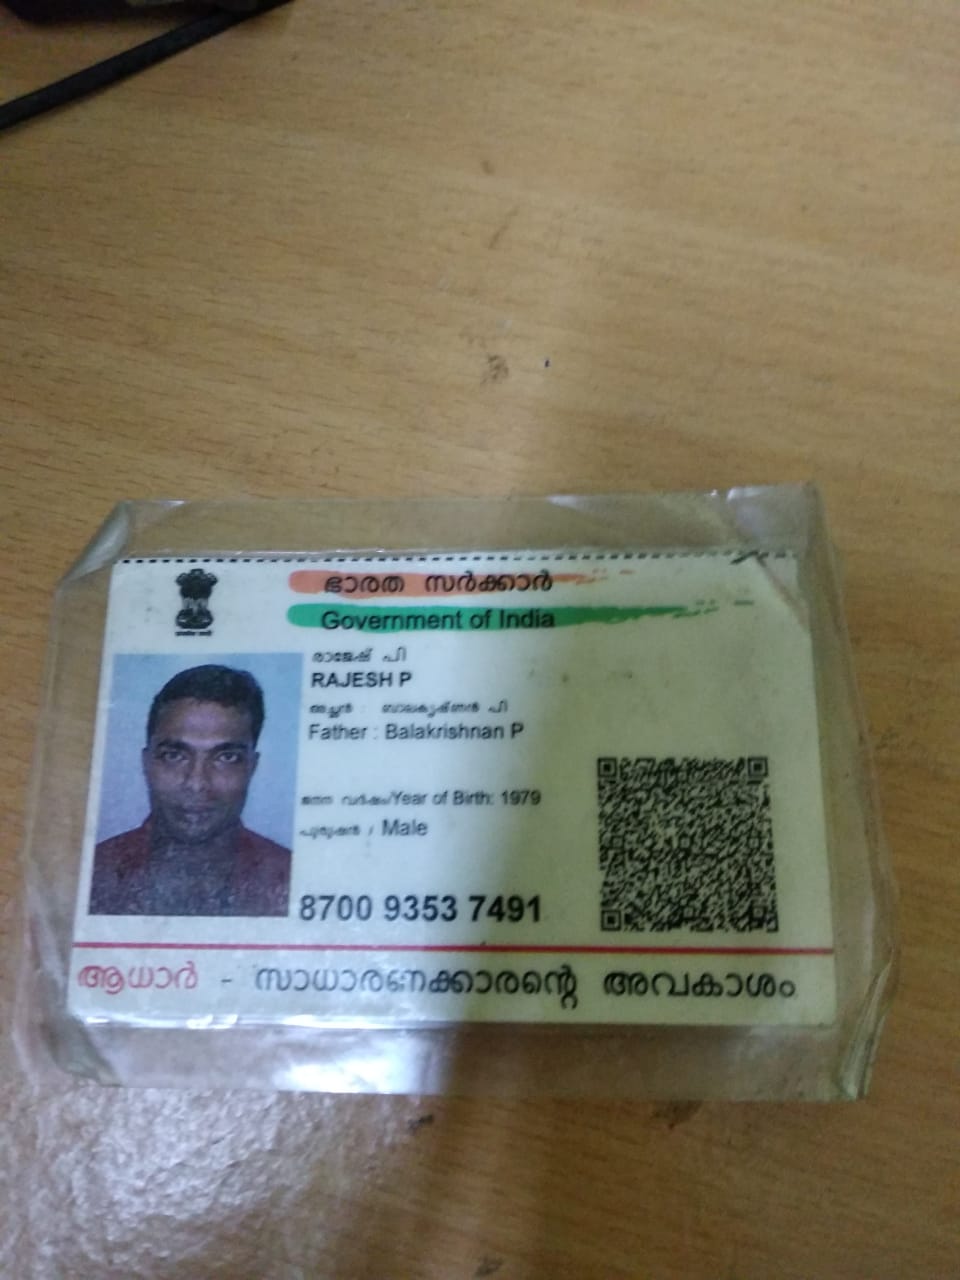 ഭാരത സർക്കാർ
Government of India
രാജേഷ് പി
RAJESH P
അച്ഛൻ : ബാലകൃഷ്ണൻ പി
Father : Balakrishnan P
ജനന വർഷം/Year of Birth: 1979
പുരുഷൻ / Male
8700 9353 7491
ആധാർ - സാധാരണക്കാരന്റെ അവകാശം